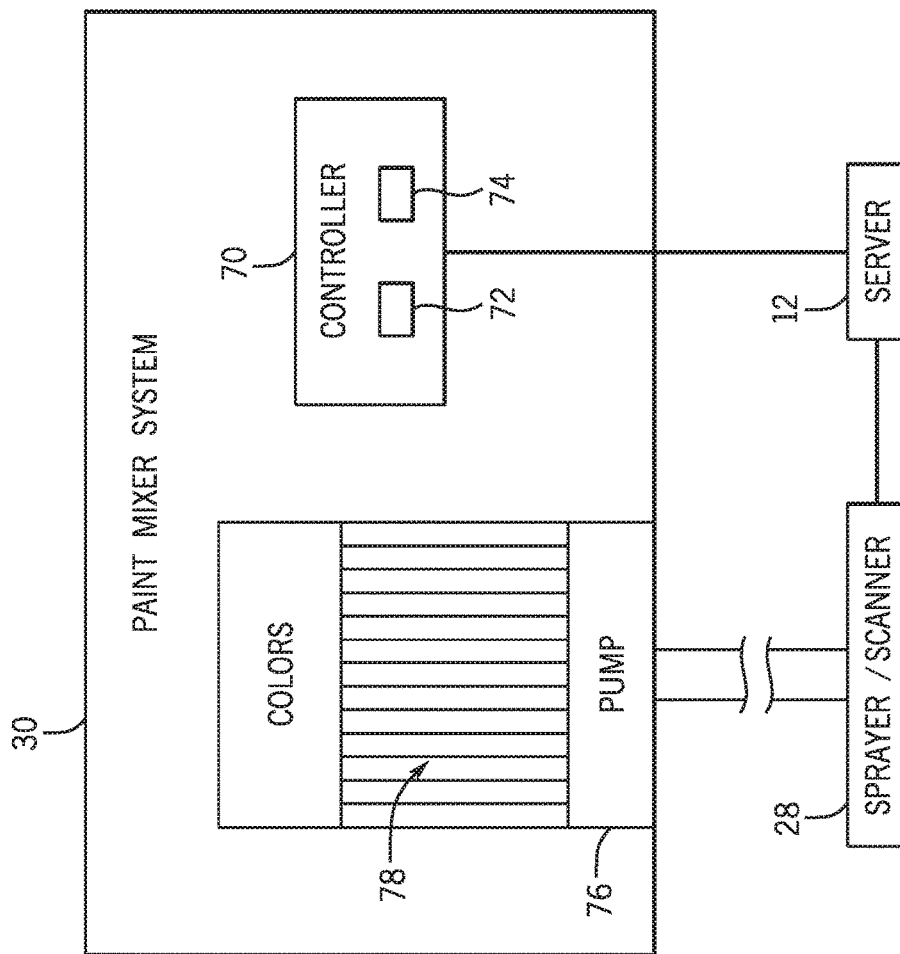 30
PAINT MIXER SYSTEM
COLORS
78
PUMP
76
70
CONTROLLER
72
74
28
SPRAYER / SCANNER
12
SERVER